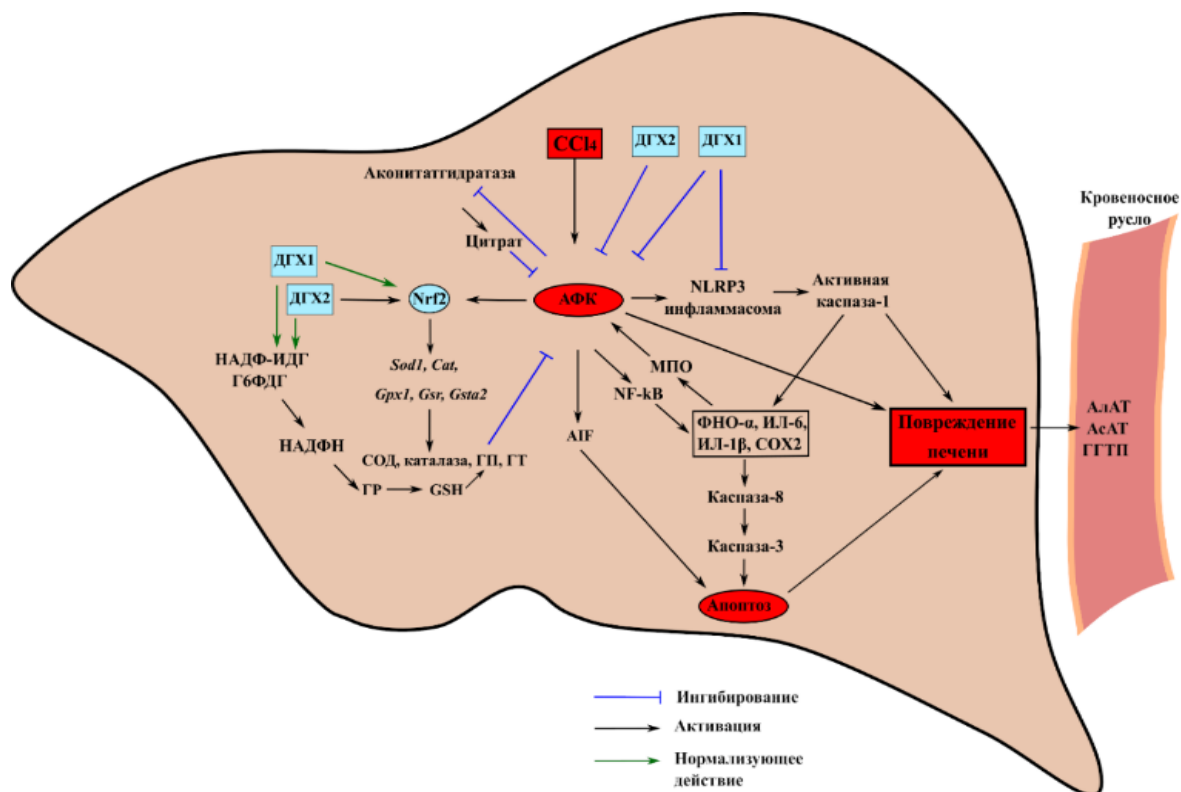 CCl4
ДГХ2
ДГХ1
Аконитатгидратаза
Цитрат
Кровеносное
русло
ДГХ1
ДГХ2
Nrf2
АФК
NLRP3
инфламмасома
Активная
каспаза-1
НАДФ-ИДГ
Г6ФДГ
Sod1, Cat,
Gpx1, Gsr, Gsta2
МПО
NF-kB
AIF
ФНО-α, ИЛ-6,
ИЛ-1β, COX2
Повреждение
печени
АлАТ
АсАТ
ГГТП
НАДФН
СОД, каталаза, ГП, ГТ
ГР
GSH
Каспаза-8
Каспаза-3
Апоптоз
Ингибирование
Активация
Нормализующее
действие